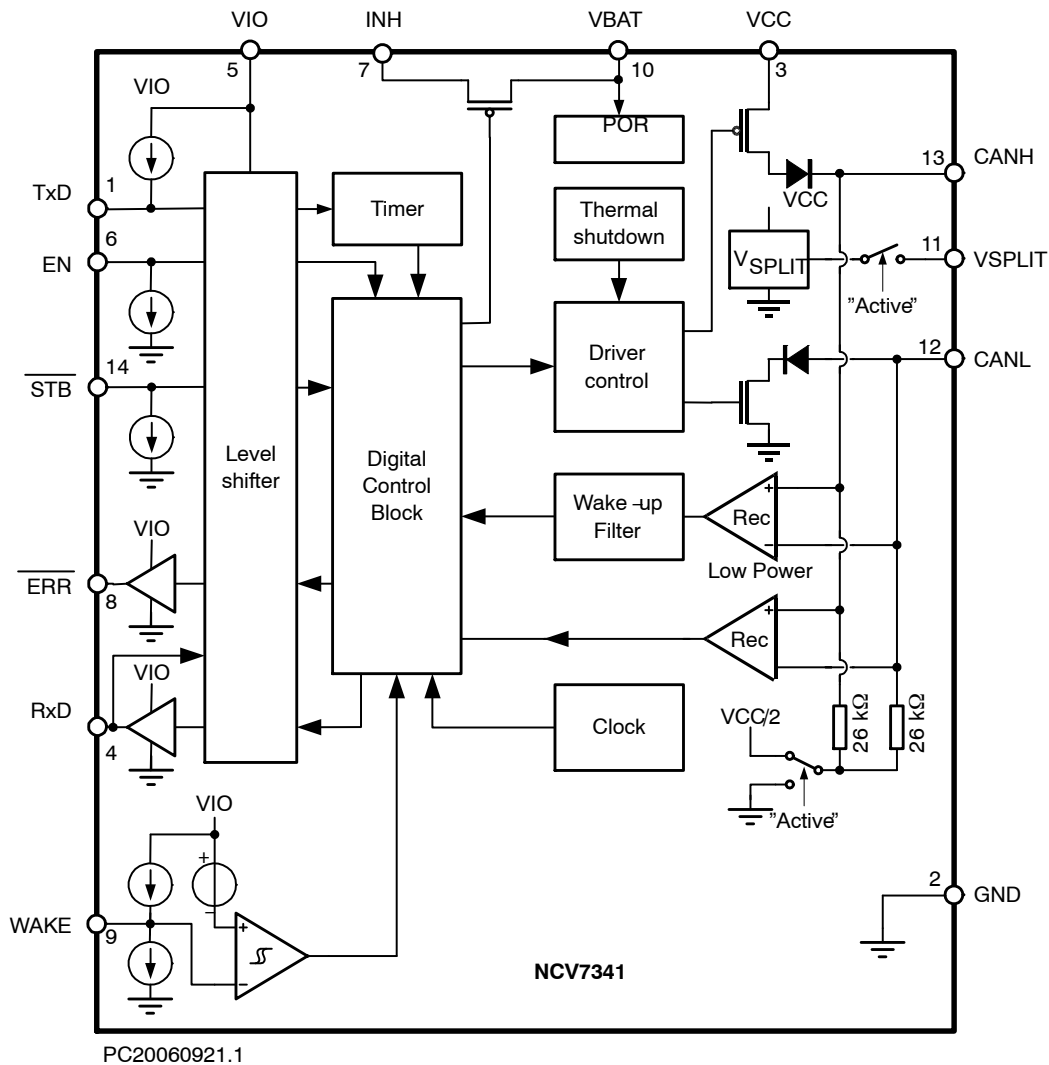 VIO
INH
VBAT
VCC
5
7
10
3
VIO
POR
TxD
1
13
CANH
VCC
Timer
Thermal
shutdown
6
EN
11
VSPLIT
VSPLIT
"Active"
14
STB
Driver
control
12
CANL
Level
shifter
Digital
Control
Block
Wake-up
Filter
+
Rec
−
Low Power
VIO
ERR
8
+
Rec
−
VIO
RxD
4
Clock
VCC/2
26 kΩ
26 kΩ
"Active"
VIO
+
−
WAKE
9
+
−
2
GND
NCV7341
PC20060921.1